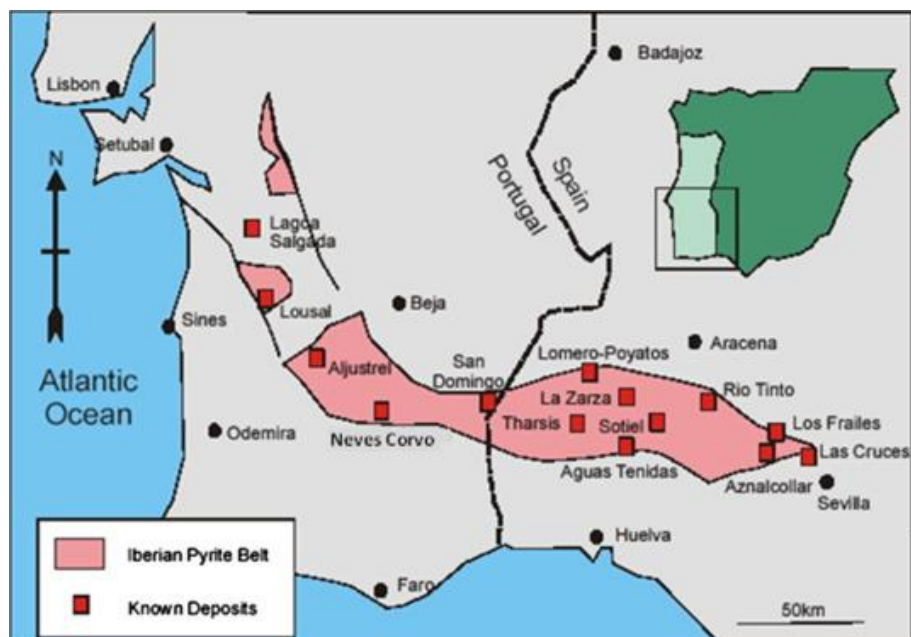 Lisbon
Badajoz
Setubal
N
Portugal
Spain
Lagoa
Salgada
Lousal
Beja
Sines
Aracena
San
Domingo
Lomero-Poyatos
Aljustrel
La Zarza
Rio Tinto
Atlantic
Ocean
Tharsis
Sotiel
Los Frailes
Odemira
Neves Corvo
Las Cruces
Aguas Tenidas
Aznalcollar
Sevilla
Huelva
Iberian Pyrite Belt
Faro
Known Deposits
50km